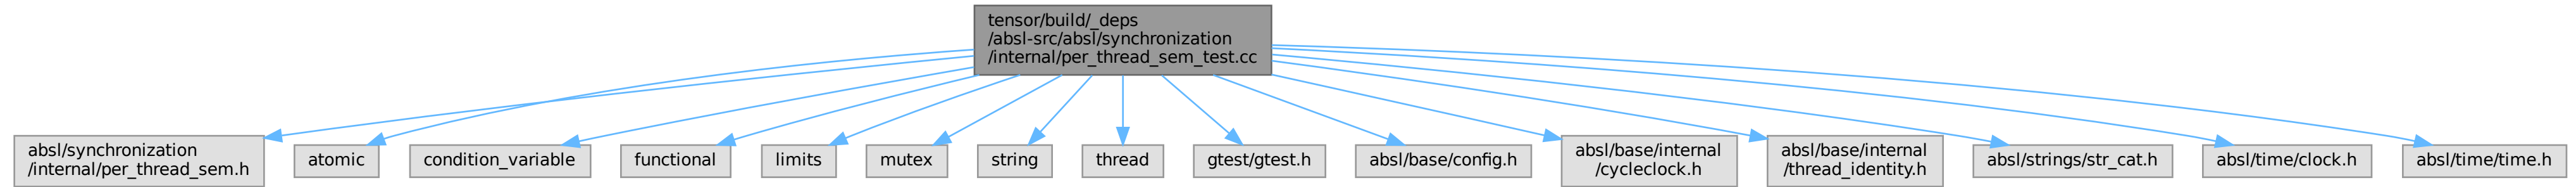 tensor/build/_deps
/absl-src/absl/synchronization
/internal/per_thread_sem_test.cc
absl/synchronization
/internal/per_thread_sem.h
atomic
condition_variable
functional
limits
mutex
string
thread
gtest/gtest.h
absl/base/config.h
absl/base/internal
/cycleclock.h
absl/base/internal
/thread_identity.h
absl/strings/str_cat.h
absl/time/clock.h
absl/time/time.h